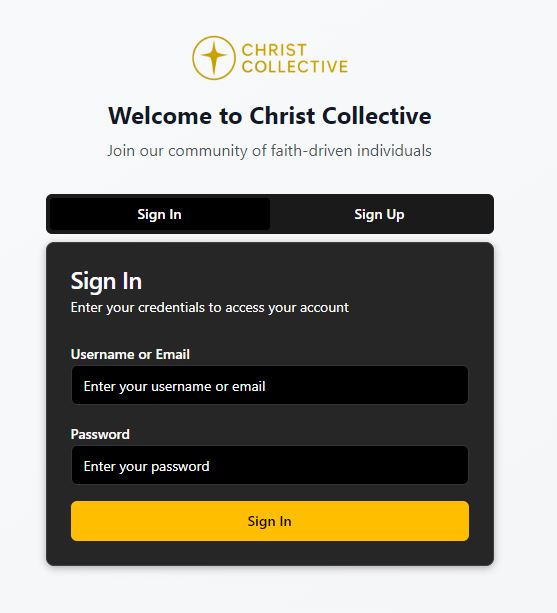 CHRIST
COLLECTIVE
Welcome to Christ Collective
Join our community of faith-driven individuals
Sign In
Sign Up
Sign In
Enter your credentials to access your account
Username or Email
Enter your username or email
Password
Enter your password
Sign In